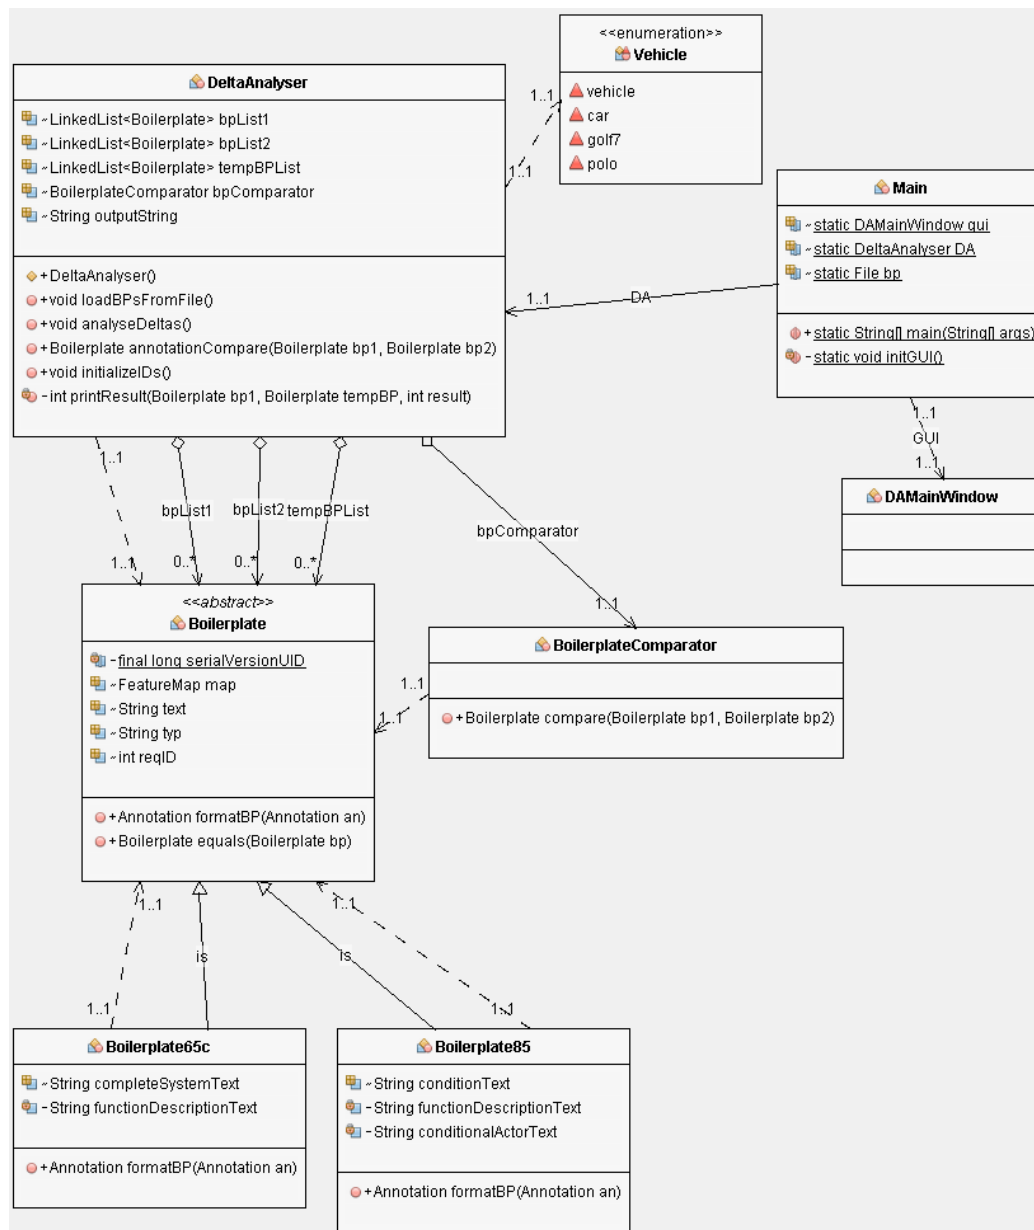 <<enumeration>>
Vehicle
vehicle
car
golf7
polo
DeltaAnalyser
~LinkedList<Boilerplate> bpList1
~LinkedList<Boilerplate> bpList2
~LinkedList<Boilerplate> tempBPList
~BoilerplateComparator bpComparator
~String outputString
+DeltaAnalyser()
+void loadBPsFromFile()
+void analyseDeltas()
+Boilerplate annotationCompare(Boilerplate bp1, Boilerplate bp2)
+void initializeIDs()
-int printResult(Boilerplate bp1, Boilerplate tempBP, int result)
1..1
1..1
Main
~static DAMainWindow gui
~static DeltaAnalyser DA
~static File bp
+static String[] main(String[] args)
-static void initGUI()
1..1
DA
1..1
GUI
1..1
DAMainWindow
1..1
bpList1
bpList2
tempBPList
bpComparator
1..1
0..*
0..*
0..*
1..1
<<abstract>>
Boilerplate
-final long serialVersionUID
~FeatureMap map
~String text
~String typ
~int reqID
+Annotation formatBP(Annotation an)
+Boilerplate equals(Boilerplate bp)
BoilerplateComparator
+Boilerplate compare(Boilerplate bp1, Boilerplate bp2)
1..1
1..1
1..1
1..1
is
is
1..1
1..1
Boilerplate65c
~String completeSystemText
-String functionDescriptionText
+Annotation formatBP(Annotation an)
Boilerplate85
~String conditionText
-String functionDescriptionText
-String conditionalActorText
+Annotation formatBP(Annotation an)